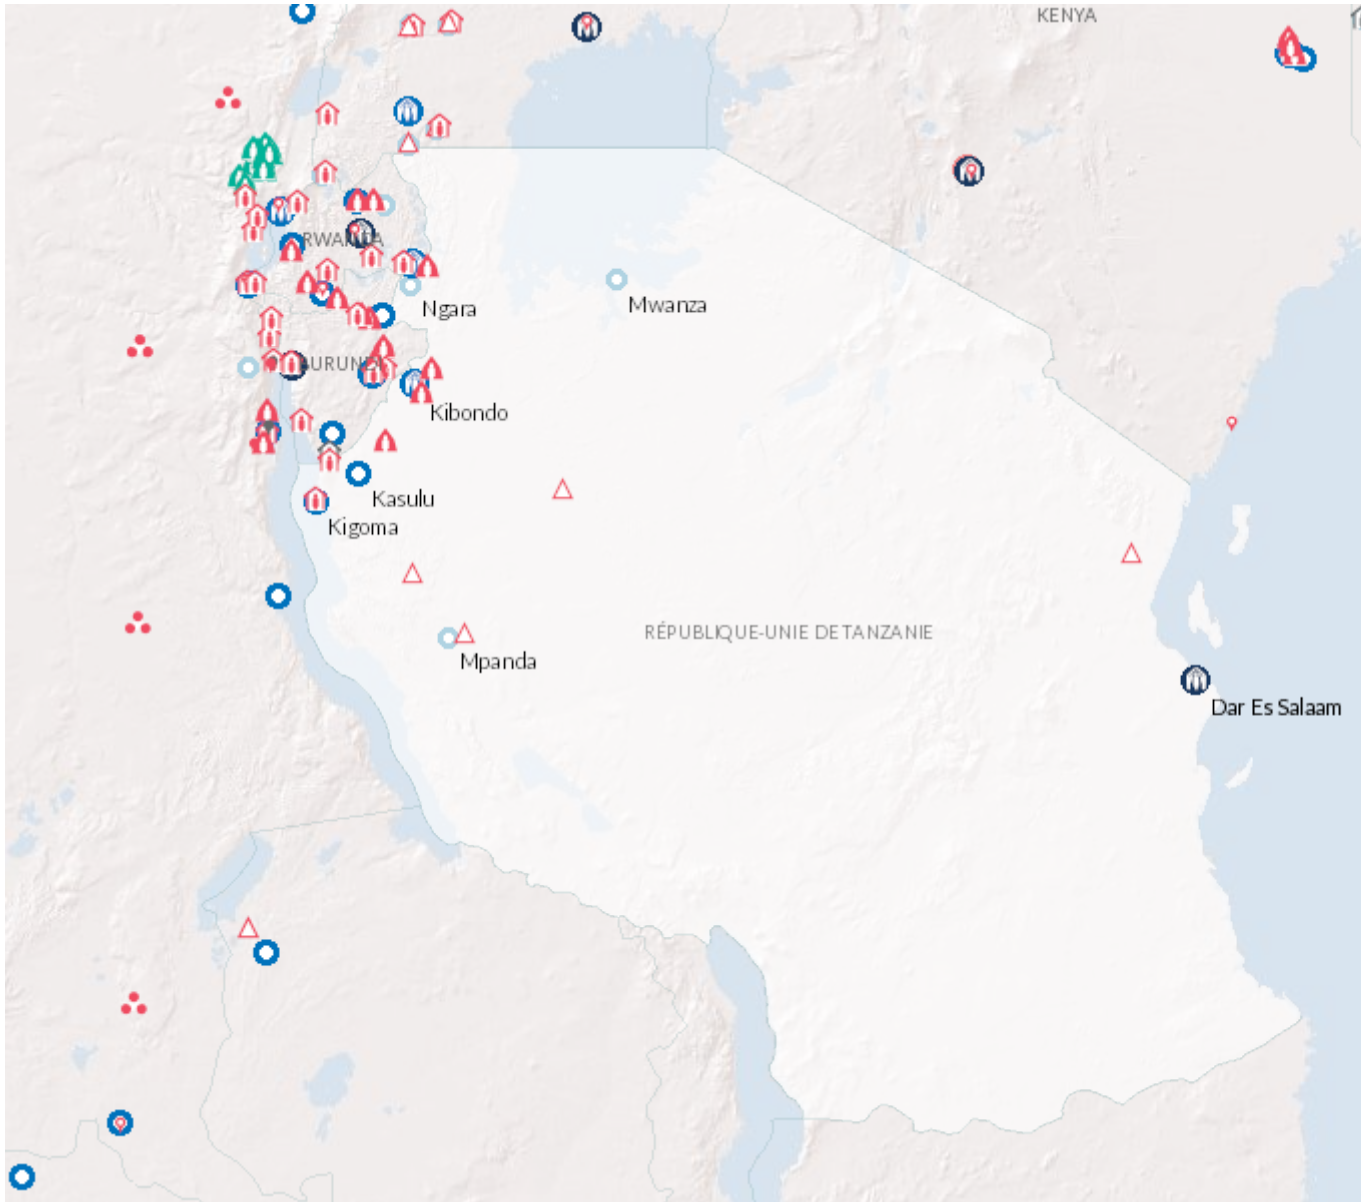 KENYA
RWANDA
Ngara
Mwanza
BURUNDI
Kibondo
Kasulu
Kigoma
RÉPUBLIQUE-UNIE DE TANZANIE
Mpanda
Dar Es Salaam